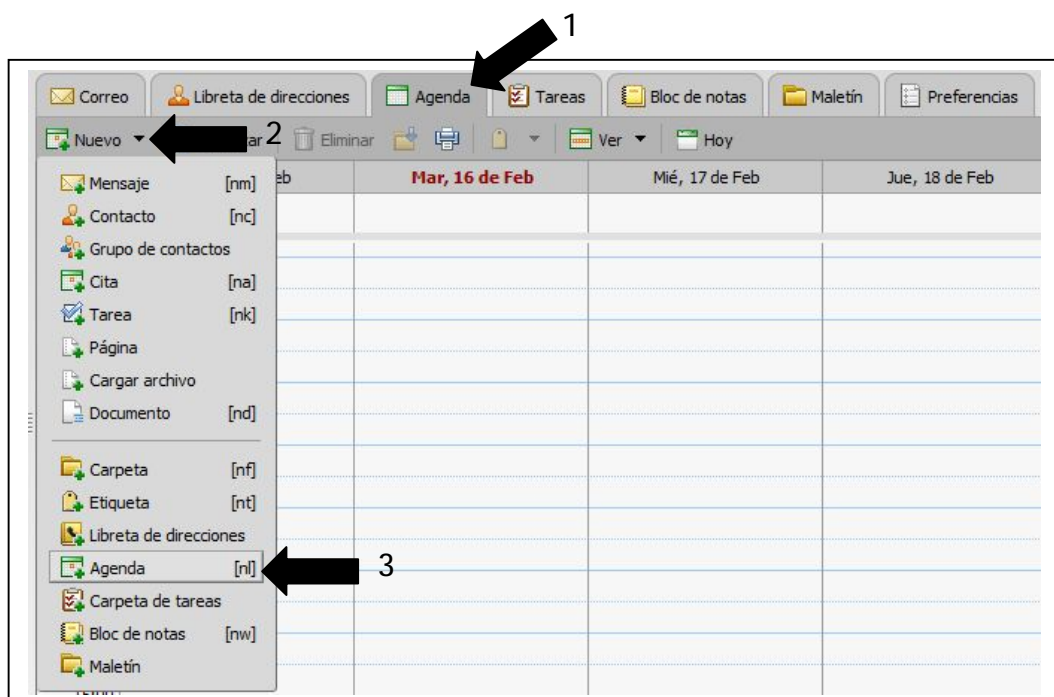 1
Correo Libreta de direcciones Agenda Tareas Bloc de notas Maletín Preferencias
Nuevo 2 ar Eliminar Ver Hoy
eb Mar, 16 de Feb Mié, 17 de Feb Jue, 18 de Feb
Mensaje [nm]
Contacto [nc]
Grupo de contactos
Cita [na]
Tarea [nk]
Página
Cargar archivo
Documento [nd]
Carpeta [nf]
Etiqueta [nt]
Libreta de direcciones
Agenda [nl] 3
Carpeta de tareas
Bloc de notas [nw]
Maletín